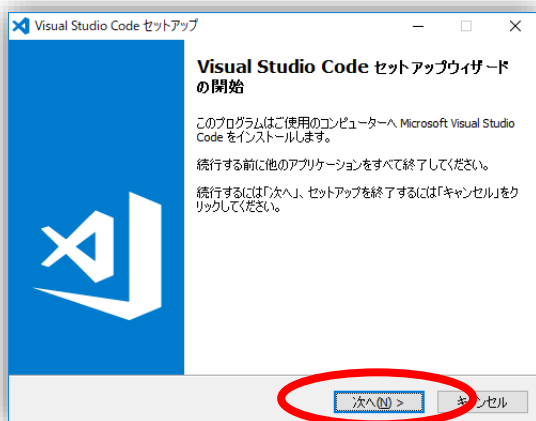 Visual Studio Code セットアップ
Visual Studio Code セットアップウィザード
の開始
このプログラムはご使用のコンピューターへ Microsoft Visual Studio
Code をインストールします。
続行する前に他のアプリケーションをすべて終了してください。
続行するには「次へ」、セットアップを終了するには「キャンセル」をク
リックしてください。
次へ(N) >
キャンセル